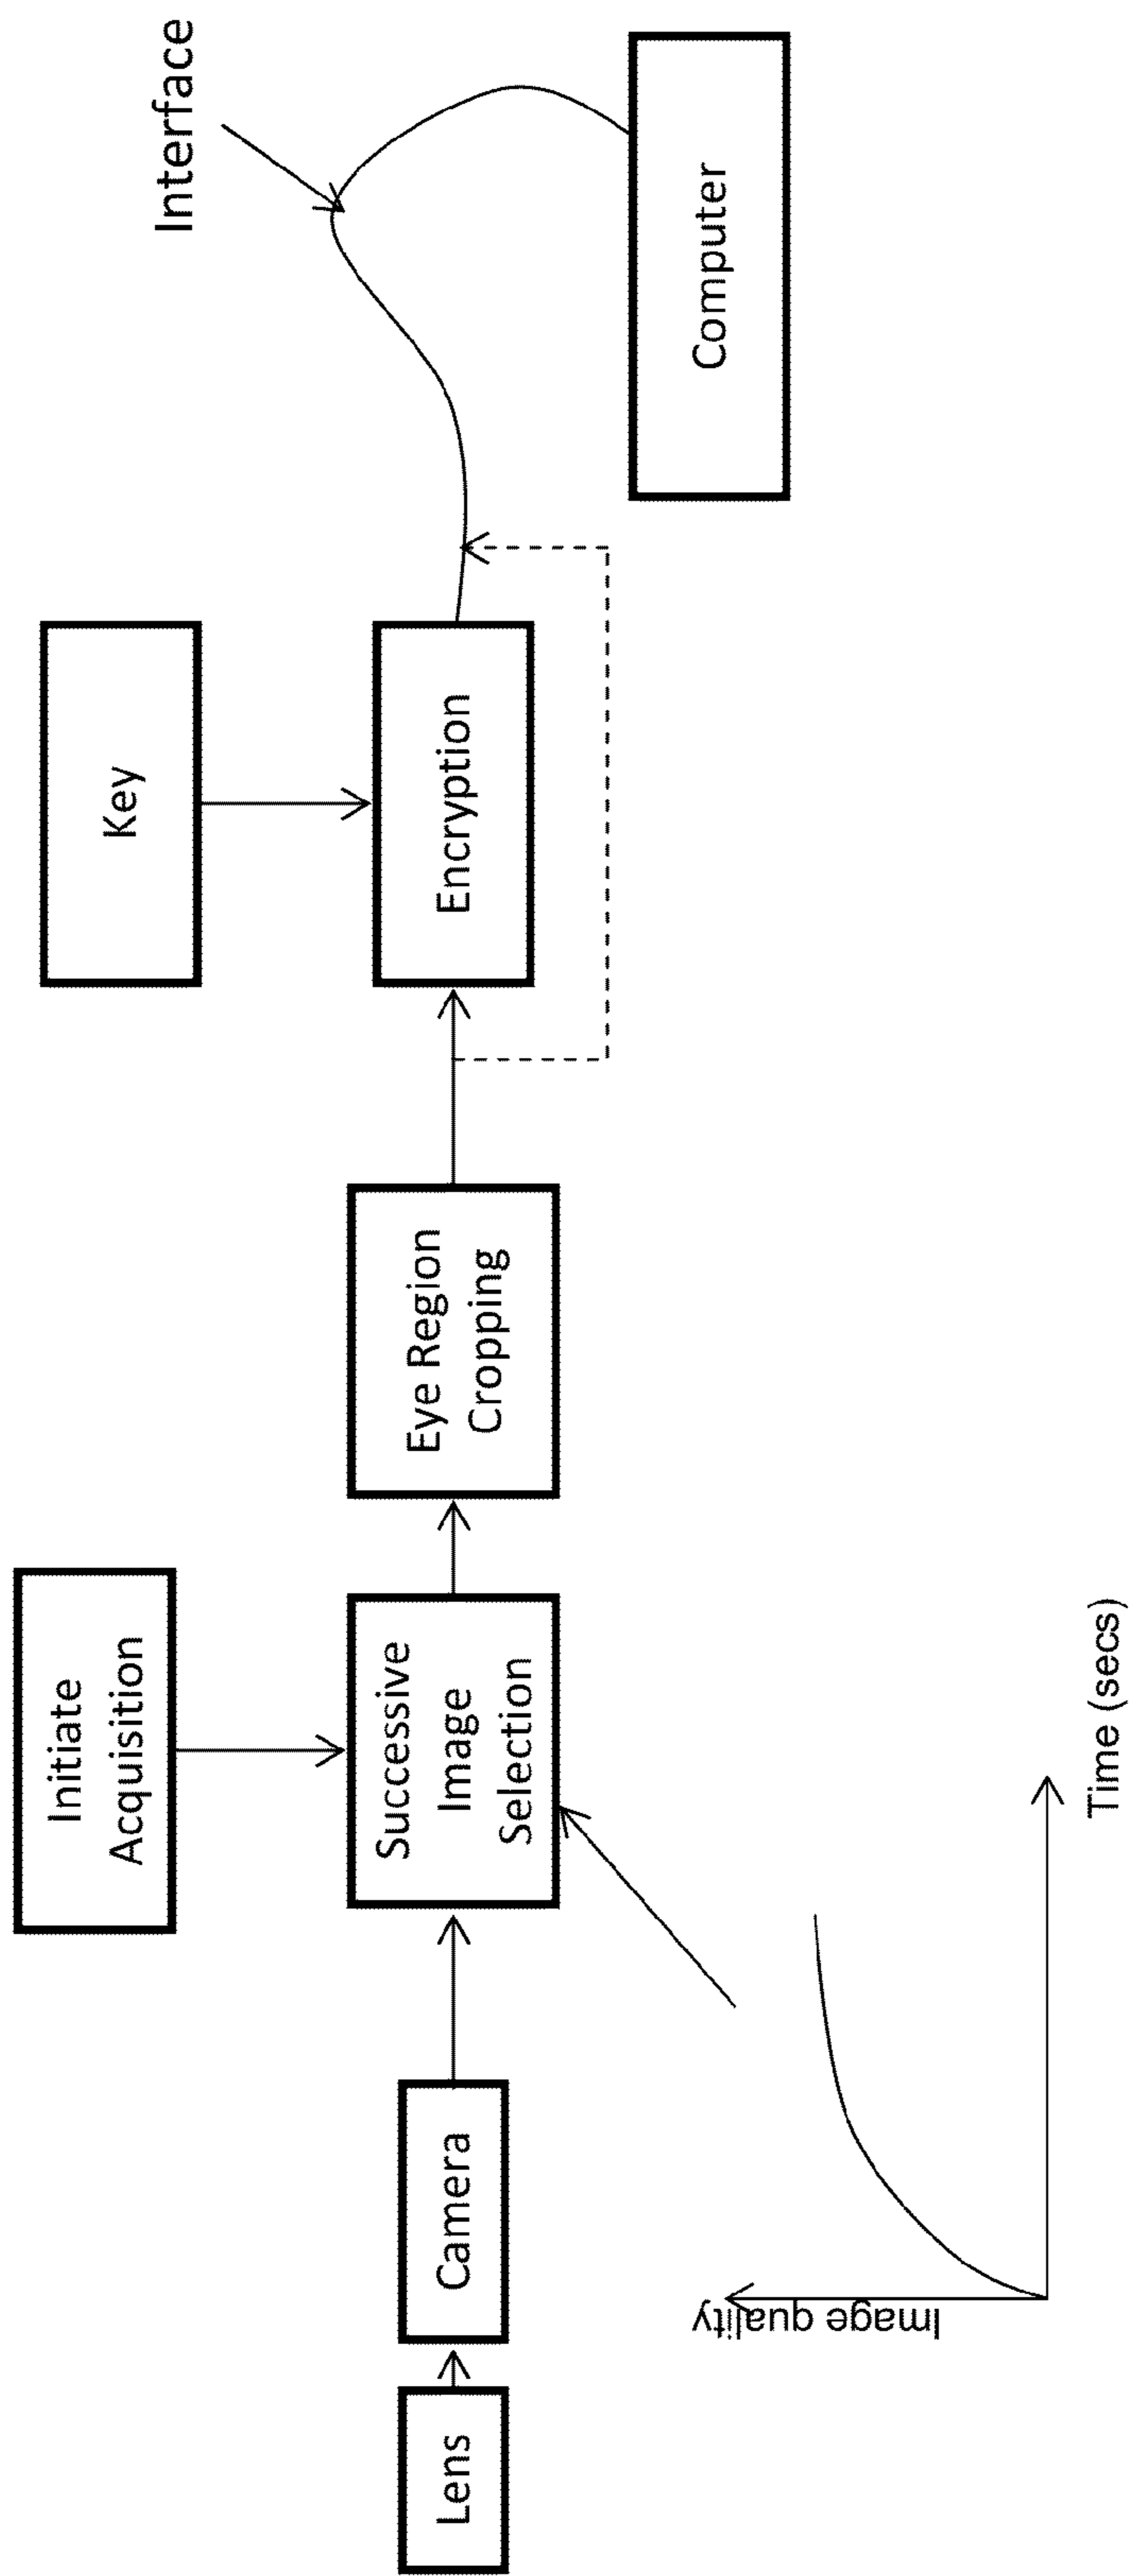 Lens
Camera
Initiate
Acquisition
Successive
Image
Selection
Image quality
Time (secs)
Eye Region
Cropping
Key
Encryption
Interface
Computer